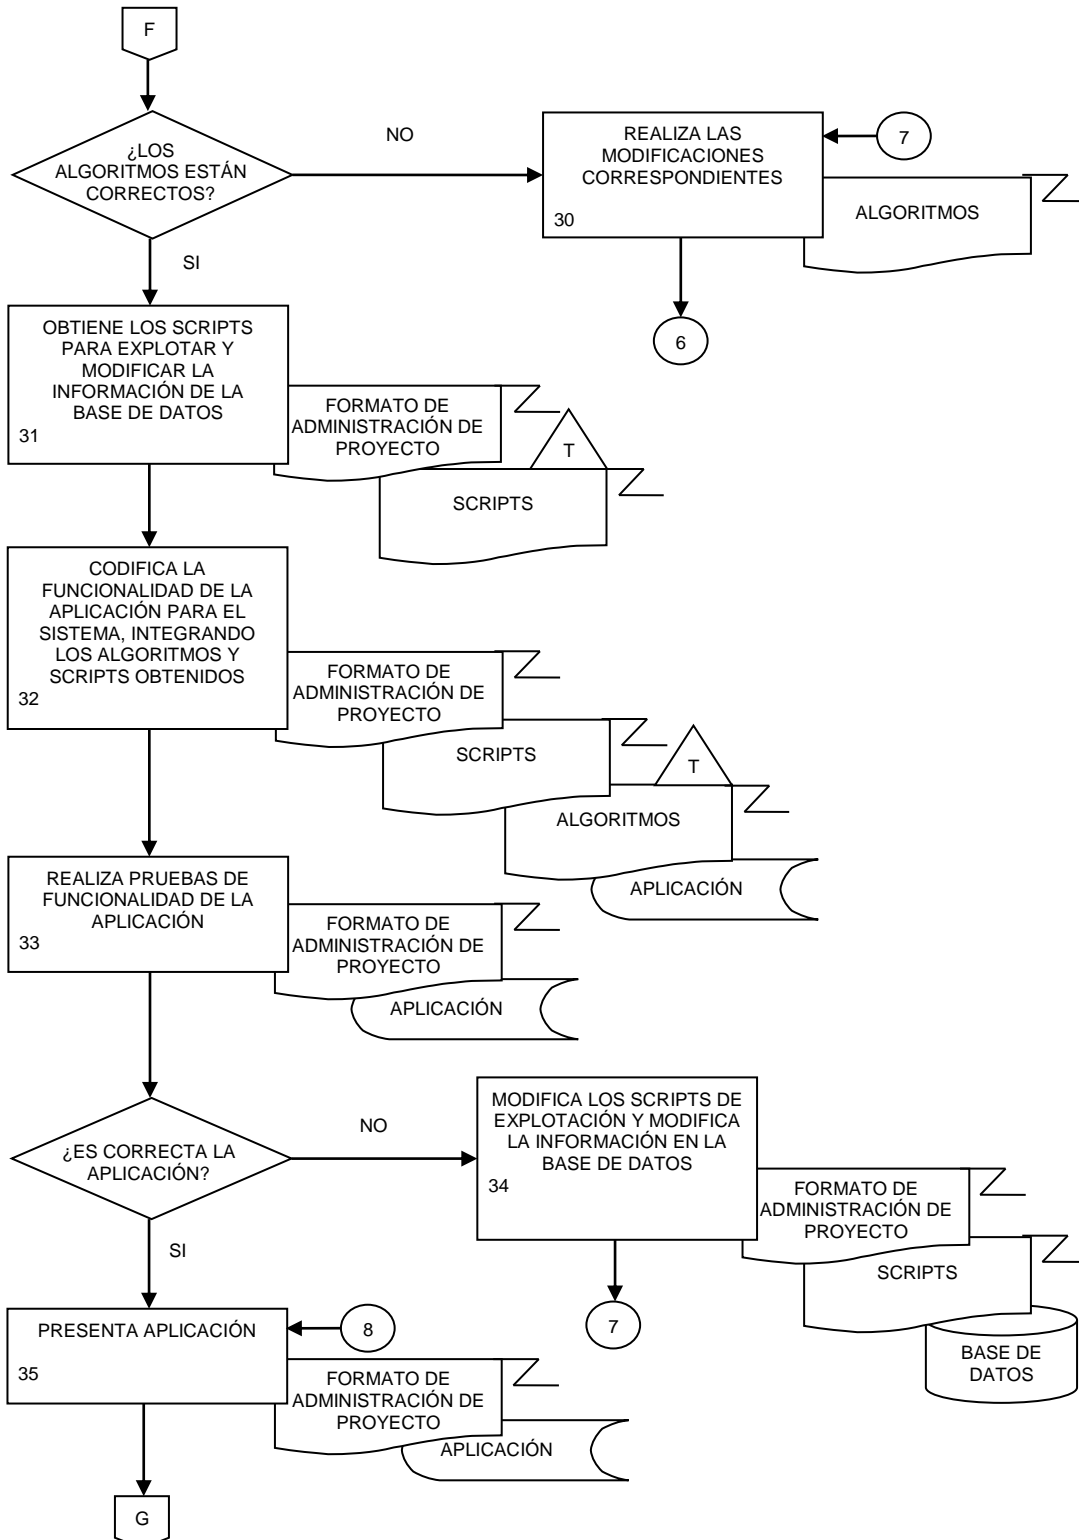 F
¿LOS
ALGORITMOS ESTÁN
CORRECTOS?
NO
REALIZA LAS
MODIFICACIONES
CORRESPONDIENTES
30
7
ALGORITMOS
SI
6
OBTIENE LOS SCRIPTS
PARA EXPLOTAR Y
MODIFICAR LA
INFORMACIÓN DE LA
BASE DE DATOS
31
FORMATO DE
ADMINISTRACIÓN DE
PROYECTO
T
SCRIPTS
CODIFICA LA
FUNCIONALIDAD DE LA
APLICACIÓN PARA EL
SISTEMA, INTEGRANDO
LOS ALGORITMOS Y
SCRIPTS OBTENIDOS
32
FORMATO DE
ADMINISTRACIÓN DE
PROYECTO
SCRIPTS
T
ALGORITMOS
APLICACIÓN
REALIZA PRUEBAS DE
FUNCIONALIDAD DE LA
APLICACIÓN
33
FORMATO DE
ADMINISTRACIÓN DE
PROYECTO
APLICACIÓN
¿ES CORRECTA LA
APLICACIÓN?
NO
MODIFICA LOS SCRIPTS DE
EXPLOTACIÓN Y MODIFICA
LA INFORMACIÓN EN LA
BASE DE DATOS
34
FORMATO DE
ADMINISTRACIÓN DE
PROYECTO
SCRIPTS
BASE DE
DATOS
SI
7
PRESENTA APLICACIÓN
35
8
FORMATO DE
ADMINISTRACIÓN DE
PROYECTO
APLICACIÓN
G